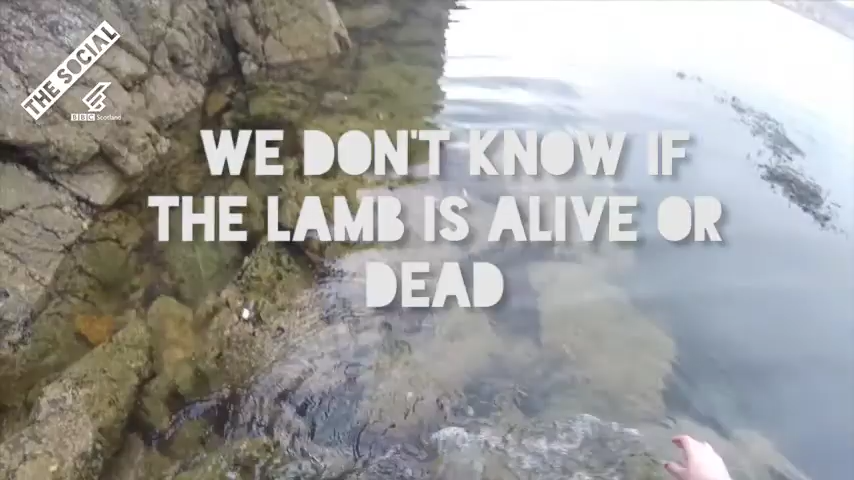 THE SOCIAL
BBC Scotland
WE DON'T KNOW IF
THE LAMB IS ALIVE OR
DEAD